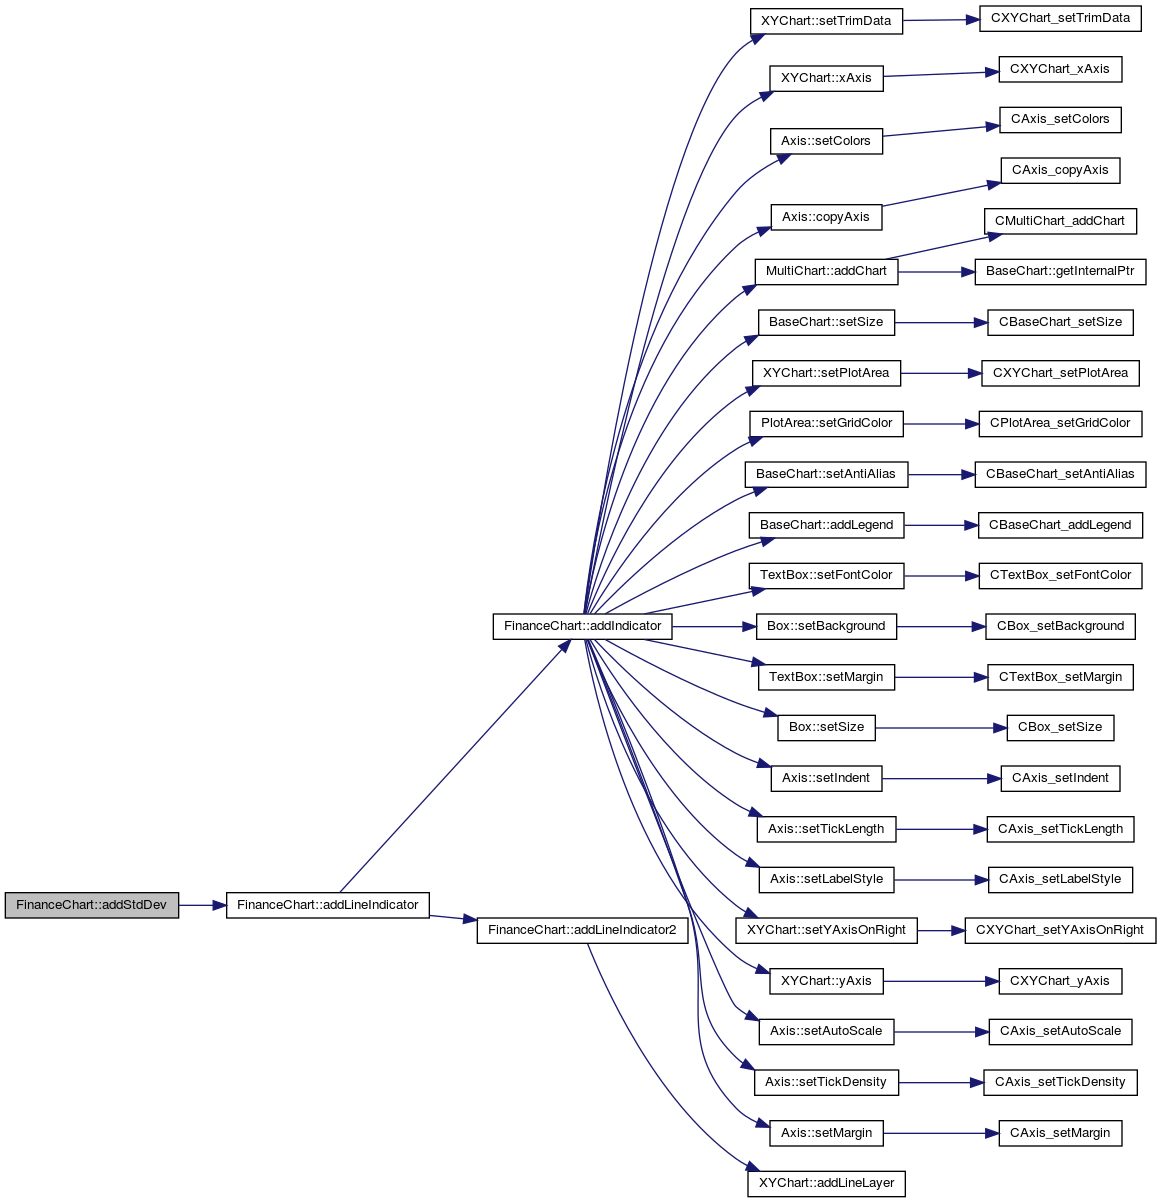 XYChart::setTrimData
CXYChart_setTrimData
XYChart::xAxis
CXYChart_xAxis
Axis::setColors
CAxis_setColors
Axis::copyAxis
CAxis_copyAxis
MultiChart::addChart
CMultiChart_addChart
BaseChart::getInternalPtr
BaseChart::setSize
CBaseChart_setSize
XYChart::setPlotArea
CXYChart_setPlotArea
PlotArea::setGridColor
CPlotArea_setGridColor
BaseChart::setAntiAlias
CBaseChart_setAntiAlias
BaseChart::addLegend
CBaseChart_addLegend
TextBox::setFontColor
CTextBox_setFontColor
FinanceChart::addIndicator
Box::setBackground
CBox_setBackground
TextBox::setMargin
CTextBox_setMargin
Box::setSize
CBox_setSize
Axis::setIndent
CAxis_setIndent
Axis::setTickLength
CAxis_setTickLength
Axis::setLabelStyle
CAxis_setLabelStyle
FinanceChart::addStdDev
FinanceChart::addLineIndicator
FinanceChart::addLineIndicator2
XYChart::setYAxisOnRight
CXYChart_setYAxisOnRight
XYChart::yAxis
CXYChart_yAxis
Axis::setAutoScale
CAxis_setAutoScale
Axis::setTickDensity
CAxis_setTickDensity
Axis::setMargin
CAxis_setMargin
XYChart::addLineLayer